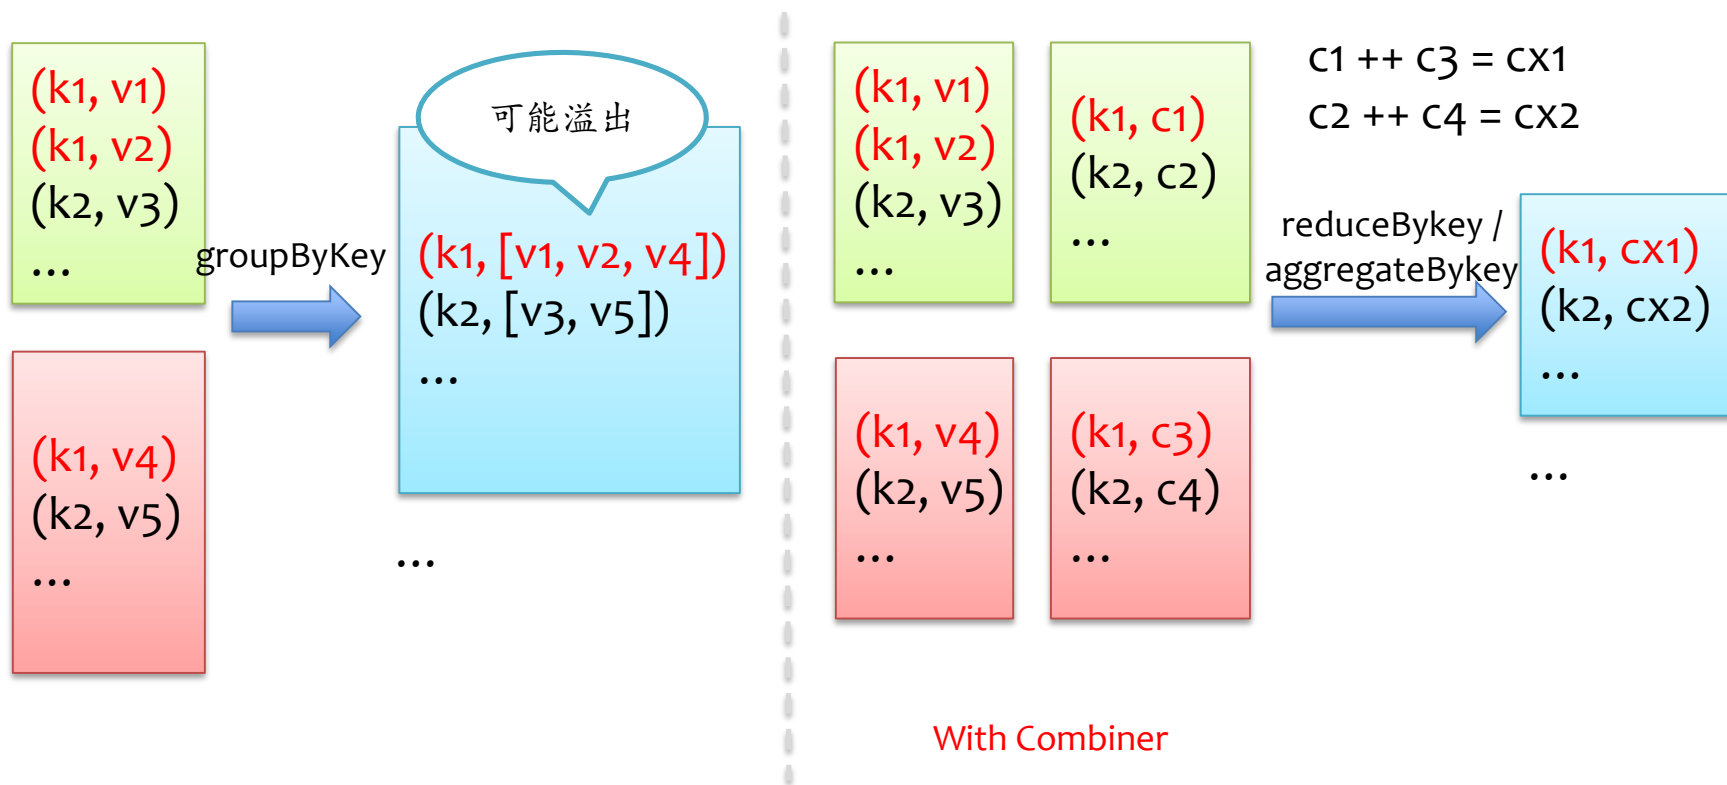 (k1, v1)
(k1, v2)
(k2, v3)
...
(k1, v4)
(k2, v5)
...
groupByKey
可能溢出
(k1, [v1, v2, v4])
(k2, [v3, v5])
...
...
(k1, v1)
(k1, v2)
(k2, v3)
...
(k1, c1)
(k2, c2)
...
(k1, v4)
(k2, v5)
...
(k1, c3)
(k2, c4)
...
c1 ++ c3 = cx1
c2 ++ c4 = cx2
reduceBykey /
aggregateBykey
(k1, cx1)
(k2, cx2)
...
...
With Combiner